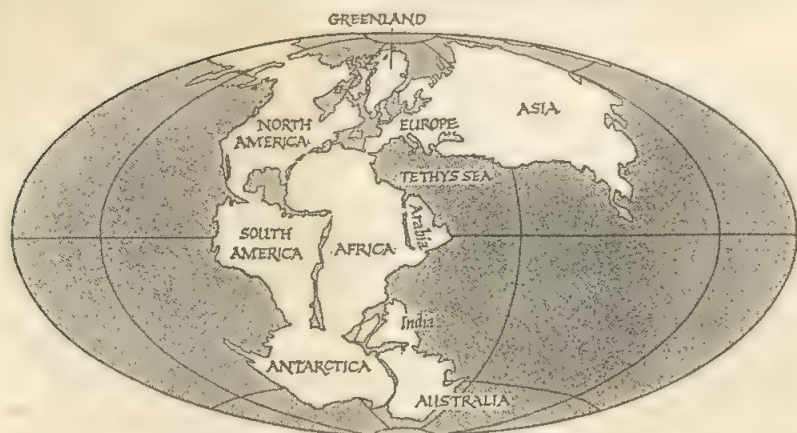 GREENLAND
NORTH
AMERICA
EUROPE
ASIA
TETHYS SEA
Arabia
SOUTH
AMERICA
AFRICA
India
ANTARCTICA
AUSTRALIA